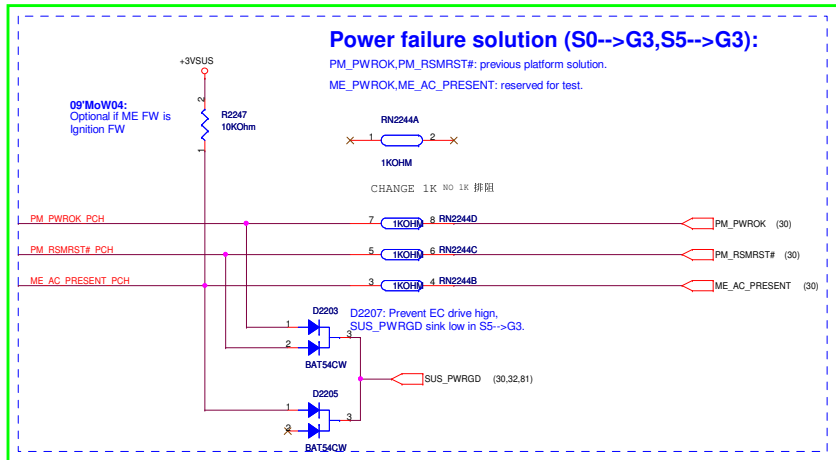 Power failure solution (S0-->G3,S5-->G3):
PM_PWROK,PM_RSMRST#: previous platform solution.
ME_PWROK,ME_AC_PRESENT: reserved for test.
+3VSUS
09'MoW04:
Optional if ME FW is
Ignition FW
2
R2247
10KOhm
1
RN2244A
1 2
1KOHM
CHANGE 1K NO 1K 排阻
PM_PWROK_PCH 7 1KOHM 8 RN2244D PM_PWROK (30)
PM_RSMRST#_PCH 5 1KOHM 6 RN2244C PM_RSMRST# (30)
ME_AC_PRESENT_PCH 3 1KOHM 4 RN2244B ME_AC_PRESENT (30)
D2203
D2207: Prevent EC drive hign,
SUS_PWRGD sink low in S5-->G3.
1
2
3
BAT54CW
SUS_PWRGD (30,32,81)
D2205
1
2
3
BAT54CW